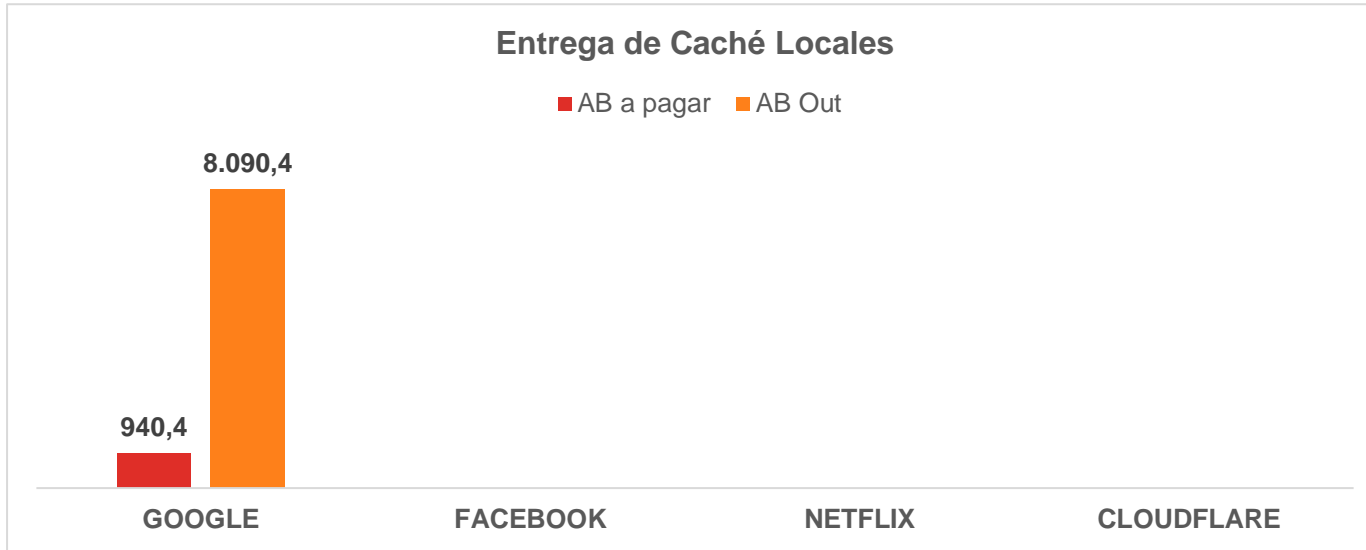 Entrega de Caché Locales
AB a pagar AB Out
8.090,4
940,4
GOOGLE FACEBOOK NETFLIX CLOUDFLARE